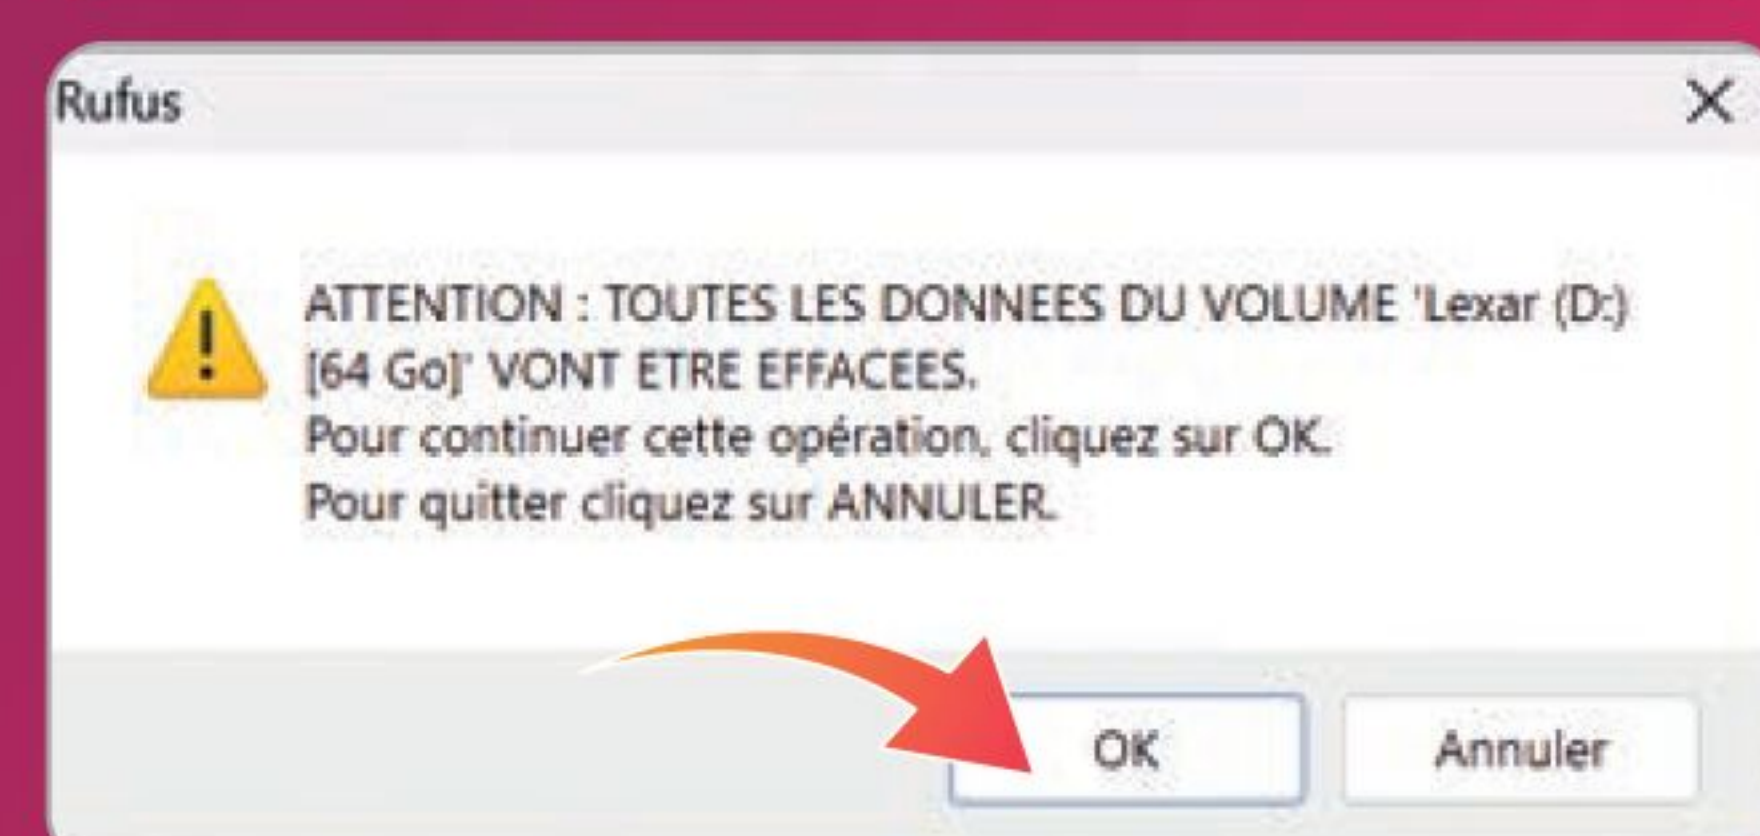 Rufus
ATTENTION : TOUTES LES DONNEES DU VOLUME 'Lexar (D:)
[64 Go]' VONT ETRE EFFACEES.
Pour continuer cette opération, cliquez sur OK.
Pour quitter cliquez sur ANNULER.
OK
Annuler